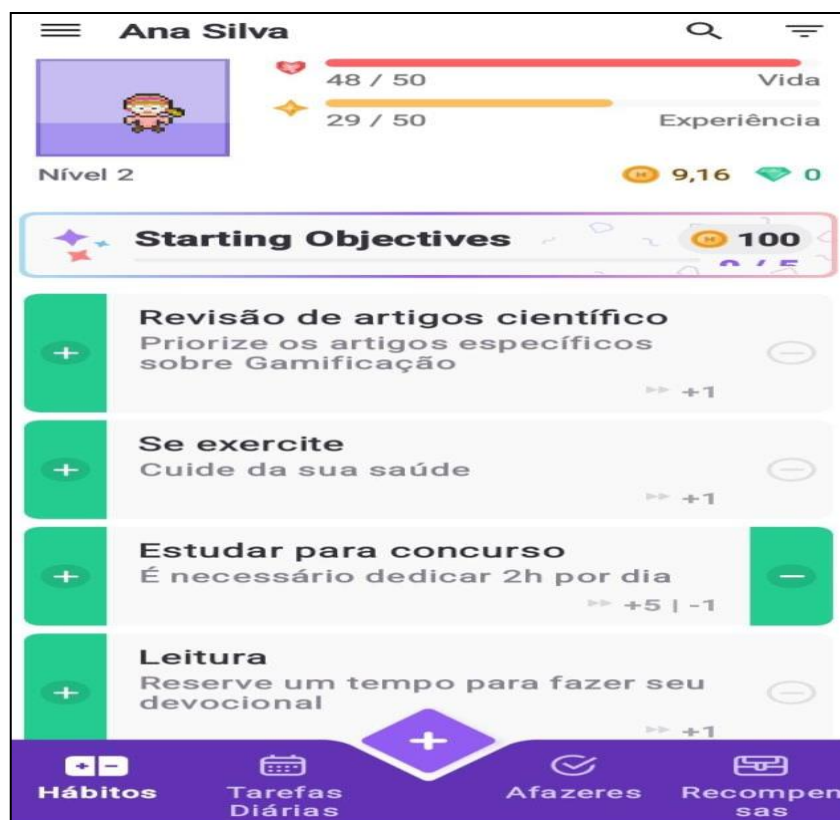 Ana Silva
48 / 50 Vida
29 / 50 Experiência
Nível 2 9,16 0
Starting Objectives 100
Revisão de artigos científico
Priorize os artigos específicos
sobre Gamificação
+1
Se exercite
Cuide da sua saúde
+1
Estudar para concurso
É necessário dedicar 2h por dia
+5 | -1
Leitura
Reserve um tempo para fazer seu
devocional
+1
Hábitos
Tarefas
Diárias
Afazeres
Recompen
sas